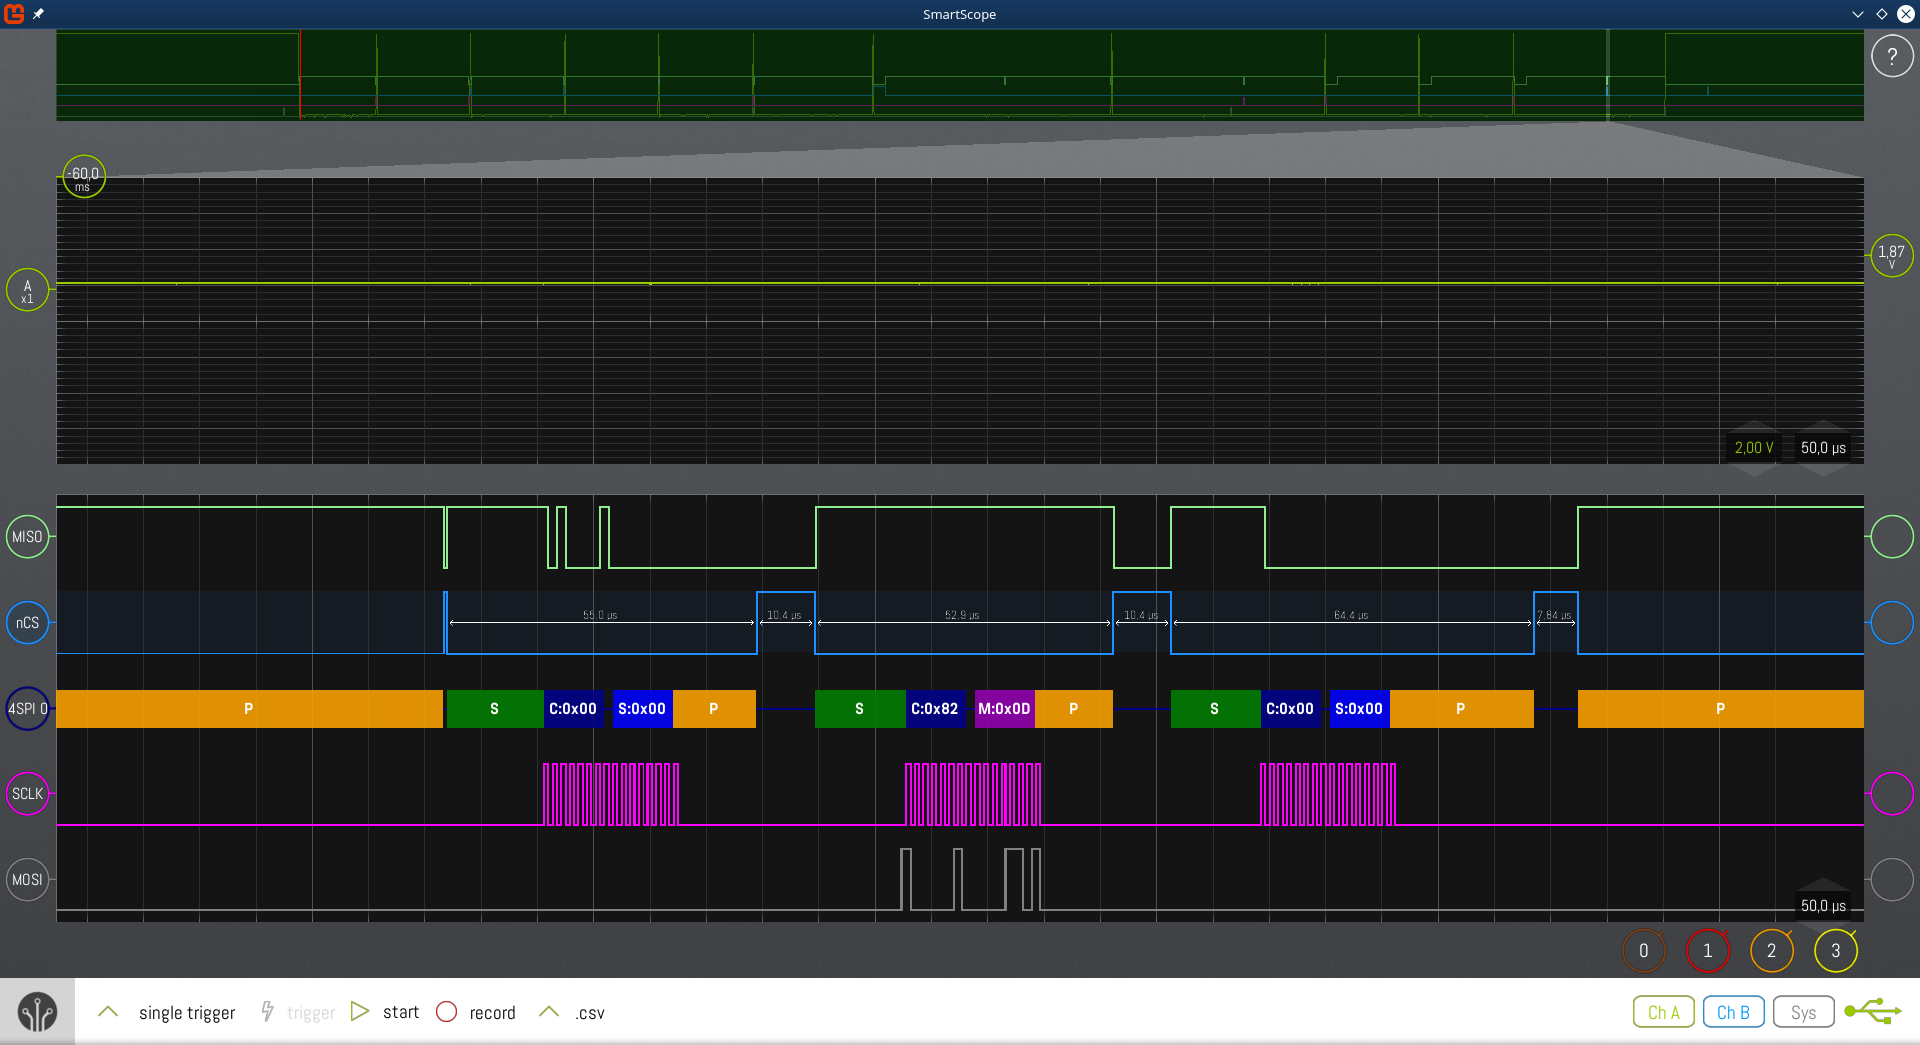 SmartScope
?
-60,0
ms
1,87
V
A
x1
2,00 V
50,0 µs
MISO
nCS
55,0 µs
10,4 µs
52,9 µs
10,4 µs
64,4 µs
7,84 µs
4SPI 0
P
S
C:0x00
S:0x00
P
S
C:0x82
M:0x0D
P
S
C:0x00
S:0x00
P
P
SCLK
MOSI
50,0 µs
0
1
2
3
single trigger
trigger
start
record
.csv
Ch A
Ch B
Sys